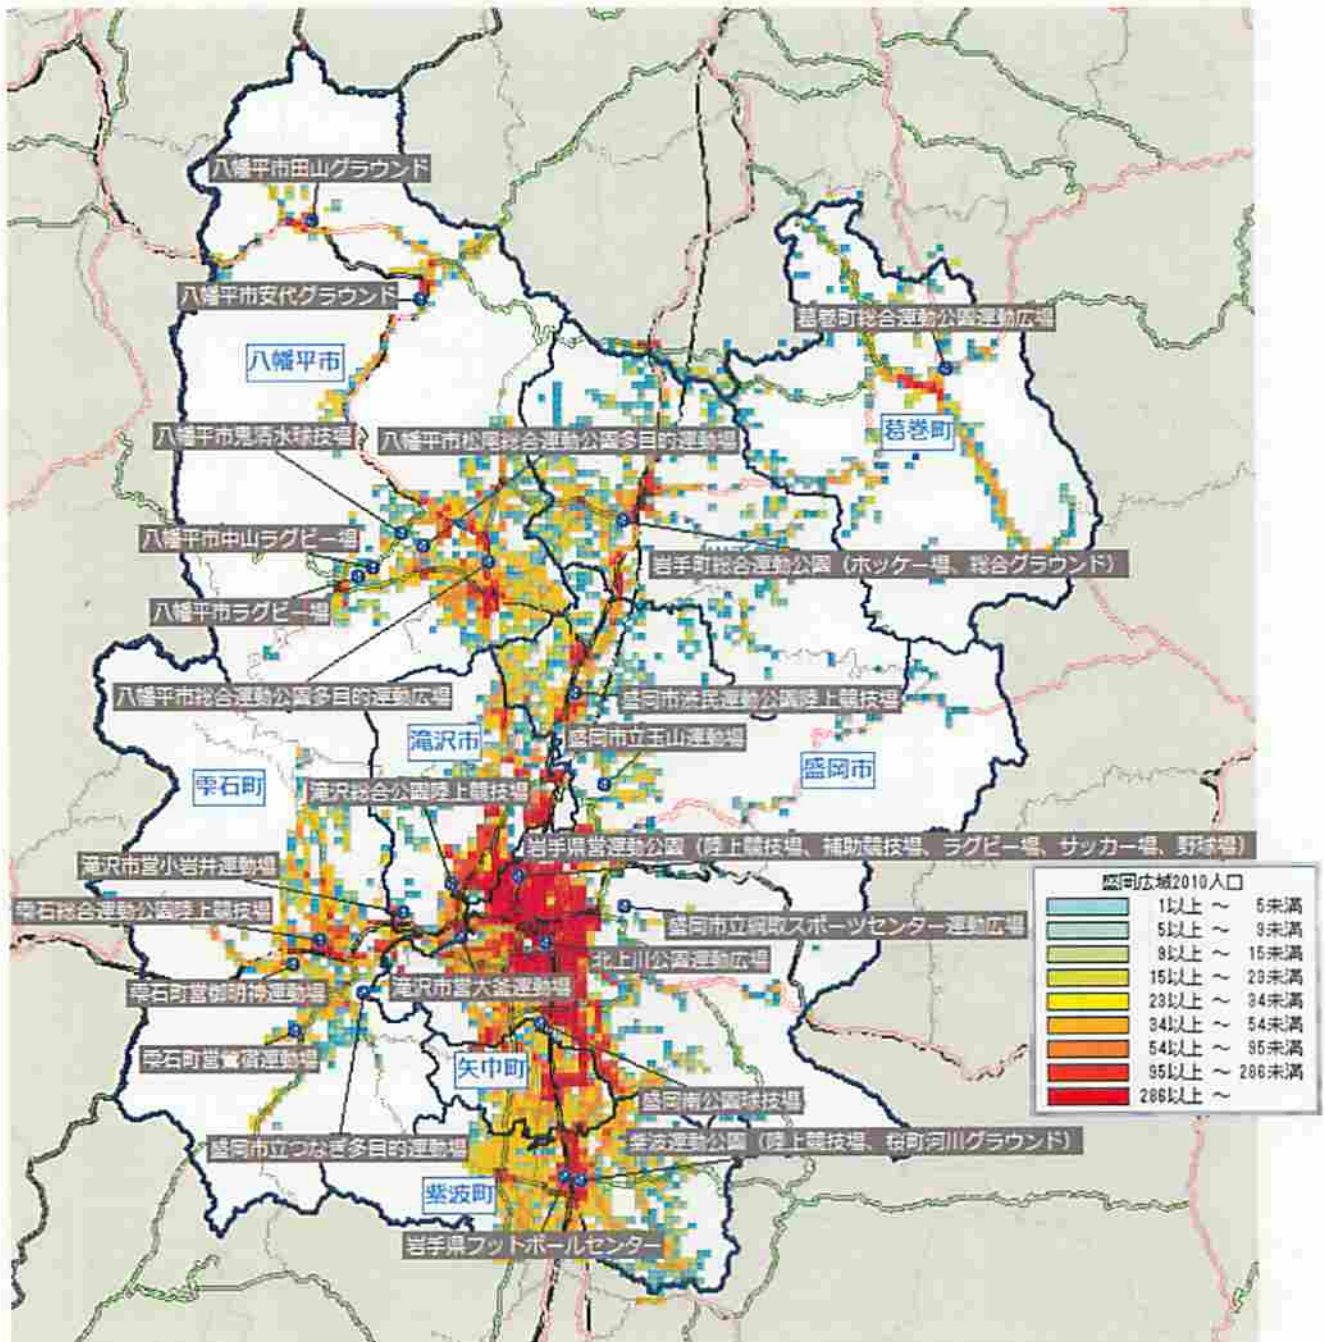 八幡平市田山グラウンド
八幡平市安代グラウンド
葛巻町総合運動公園運動広場
八幡平市
葛巻町
八幡平市鬼清水球技場
八幡平市松尾総合運動公園多目的運動場
八幡平市中山ラグビー場
岩手町総合運動公園（ホッケー場、総合グラウンド）
八幡平市ラグビー場
八幡平市総合運動公園多目的運動広場
盛岡市渋民運動公園陸上競技場
滝沢市
盛岡市立玉山運動場
盛岡市
雫石町
滝沢総合公園陸上競技場
岩手県営運動公園（陸上競技場、補助競技場、ラグビー場、サッカー場、野球場）
滝沢市営小岩井運動場
雫石総合運動公園陸上競技場
盛岡市立綱取スポーツセンター運動広場
北上川公園運動広場
雫石町営御明神運動場
滝沢市営大釜運動場
雫石町営鶯宿運動場
矢巾町
盛岡南公園球技場
盛岡市立つなぎ多目的運動場
紫波運動公園（陸上競技場、桜町河川グラウンド）
紫波町
岩手県フットボールセンター
盛岡広域2010人口
1以上 ～ 5未満
5以上 ～ 9未満
9以上 ～ 15未満
15以上 ～ 23未満
23以上 ～ 34未満
34以上 ～ 54未満
54以上 ～ 95未満
95以上 ～ 286未満
286以上 ～